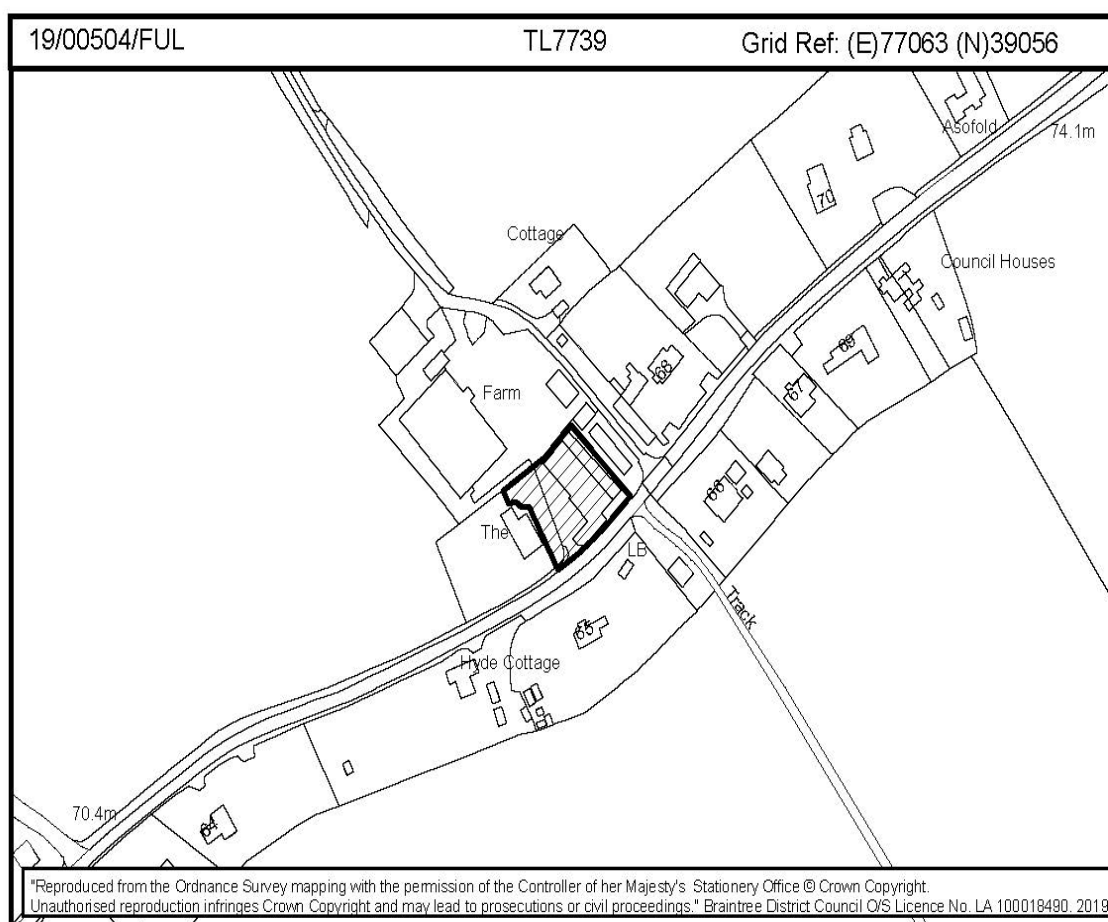 19/00504/FUL TL7739 Grid Ref: (E)77063 (N)39056
Asofold
74.1m
70
Cottage
Council Houses
69
68
67
Farm
66
The
LB
Track
65
Hyde Cottage
70.4m
64
"Reproduced from the Ordnance Survey mapping with the permission of the Controller of her Majesty's Stationery Office © Crown Copyright.
Unauthorised reproduction infringes Crown Copyright and may lead to prosecutions or civil proceedings." Braintree District Council O/S Licence No. LA 100018490. 2019